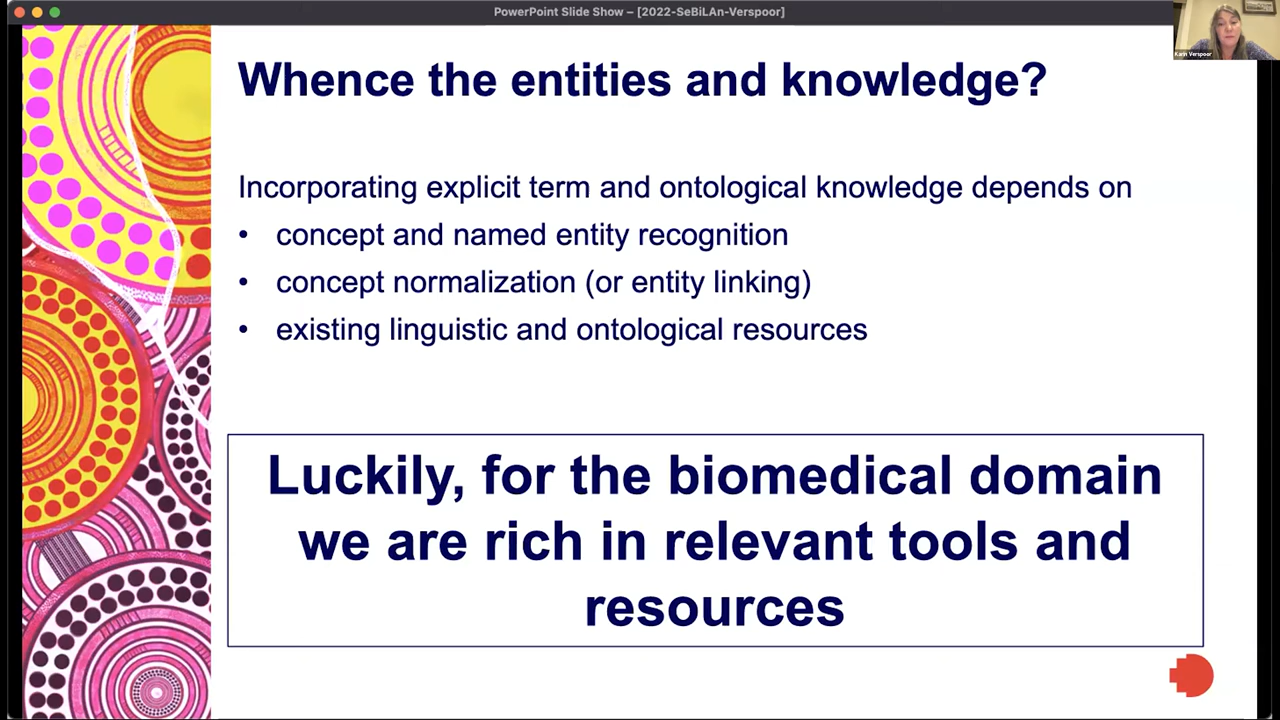 PowerPoint Slide Show – [2022-SeBiLAn-Verspoor]
Karin Verspoor
Whence the entities and knowledge?
Incorporating explicit term and ontological knowledge depends on
• concept and named entity recognition
• concept normalization (or entity linking)
• existing linguistic and ontological resources
Luckily, for the biomedical domain
we are rich in relevant tools and
resources